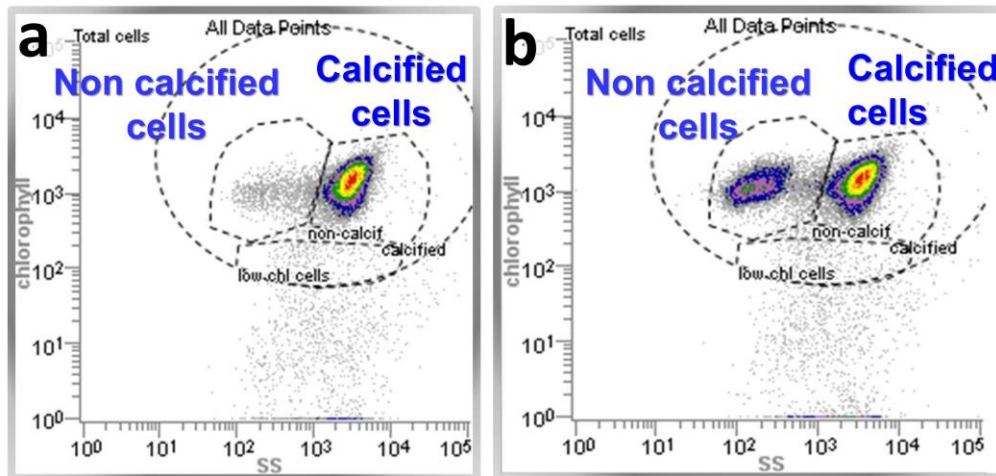 a
10⁵
Total cells
All Data Points
Non calcified
cells
Calcified
cells
10⁴
10³
10²
10¹
10⁰
chlorophyll
non-calcif
calcified
low chl cells
10⁰ 10¹ 10² 10³ 10⁴ 10⁵
SS
b
10⁵
Total cells
All Data Points
Non calcified
cells
Calcified
cells
10⁴
10³
10²
10¹
10⁰
chlorophyll
non-calcif
calcified
low chl cells
10⁰ 10¹ 10² 10³ 10⁴ 10⁵
SS